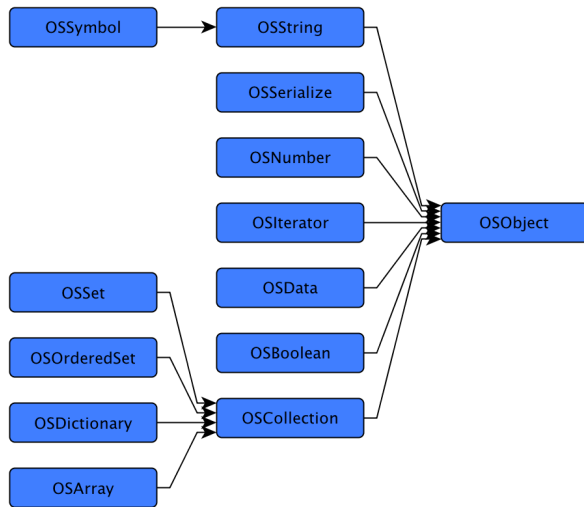 OSSymbol
OSString
OSSerialize
OSNumber
OSIterator
OSObject
OSData
OSSet
OSBoolean
OSOrderedSet
OSCollection
OSDictionary
OSArray